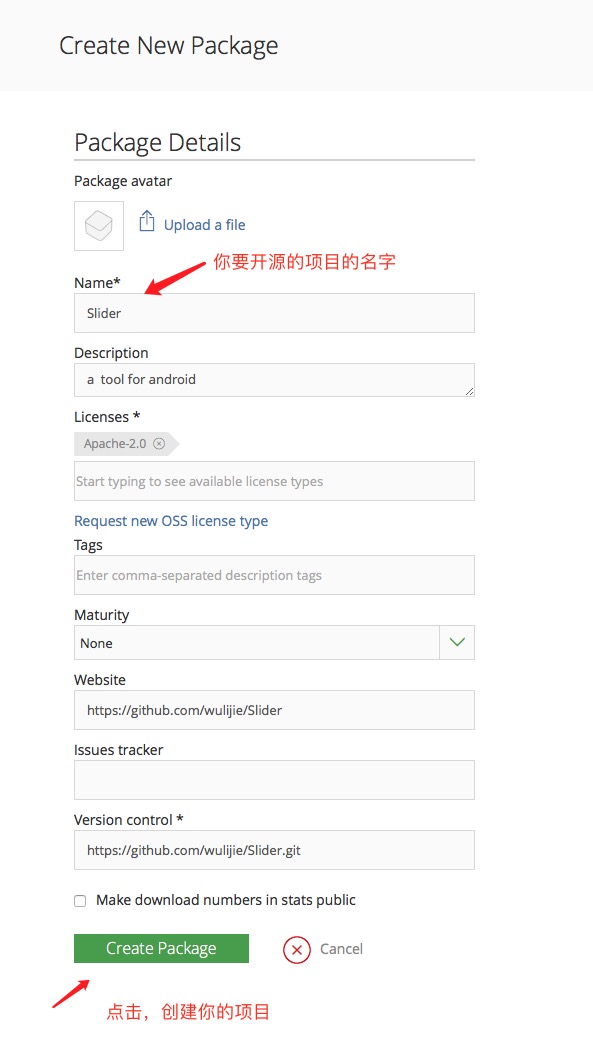 Create New Package
Package Details
Package avatar
Upload a file
你要开源的项目的名字
Name*
Slider
Description
a tool for android
Licenses *
Apache-2.0
Start typing to see available license types
Request new OSS license type
Tags
Enter comma-separated description tags
Maturity
None
Website
https://github.com/wulijie/Slider
Issues tracker
Version control *
https://github.com/wulijie/Slider.git
Make download numbers in stats public
Create Package
Cancel
点击，创建你的项目